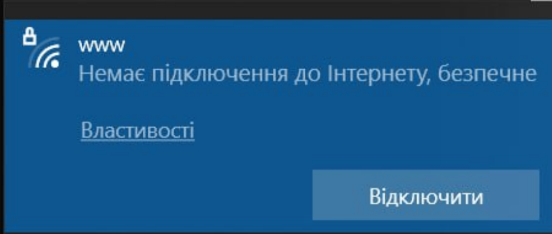 www
Немає підключення до Інтернету, безпечне
Властивості
Відключити